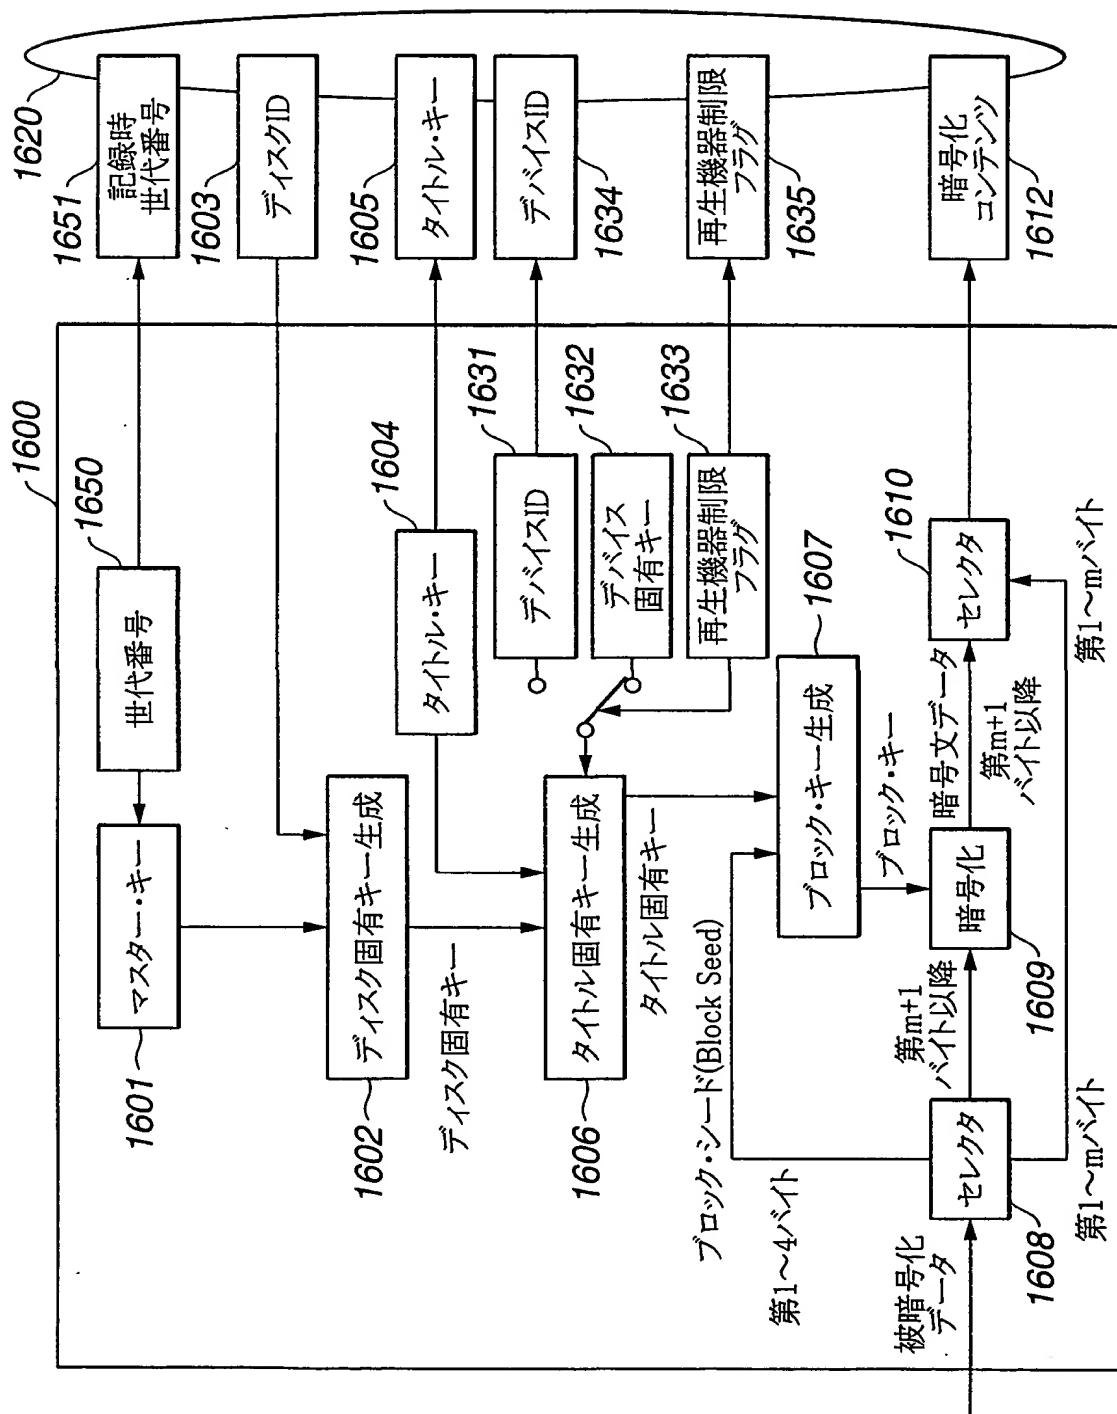 1600
1620
1650
世代番号
1651
記録時
世代番号
1601
マスター・キー
1603
ディスクID
1602
ディスク固有キー生成
ディスク固有キー
1604
タイトル・キー
1605
タイトル・キー
1606
タイトル固有キー生成
タイトル固有キー
1631
デバイスID
デバイスID
1634
1632
デバイス
固有キー
1633
再生機器制限
フラグ
再生機器制限
フラグ
1635
1607
ブロック・キー生成
ブロック・キー
ブロック・シード(Block Seed)
第1~4バイト
被暗号化
データ
セレクタ
1608
第m+1
バイト以降
暗号化
1609
暗号文データ
第m+1
バイト以降
セレクタ
1610
暗号化
コンテンツ
1612
第1~mバイト
第1~mバイト